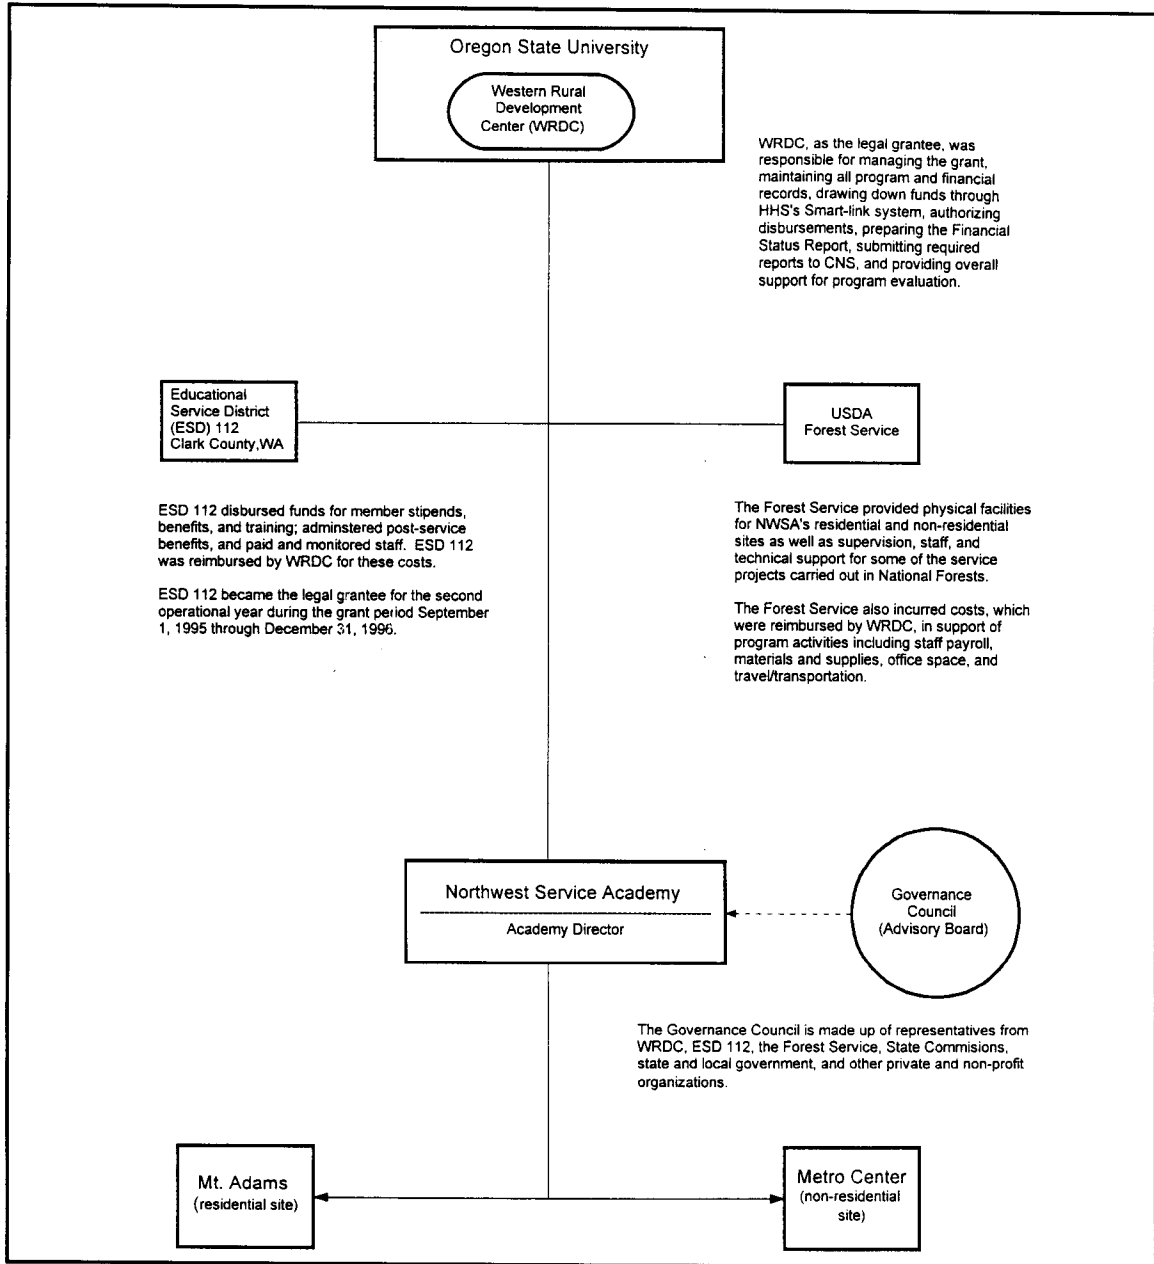 Oregon State University
Western Rural
Development
Center (WRDC)
WRDC, as the legal grantee, was
responsible for managing the grant,
maintaining all program and financial
records, drawing down funds through
HHS's Smart-link system, authorizing
disbursements, preparing the Financial
Status Report, submitting required
reports to CNS, and providing overall
support for program evaluation.
Educational
Service District
(ESD) 112
Clark County,WA
USDA
Forest Service
ESD 112 disbursed funds for member stipends,
benefits, and training; adminstered post-service
benefits, and paid and monitored staff. ESD 112
was reimbursed by WRDC for these costs.
ESD 112 became the legal grantee for the second
operational year during the grant period September
1, 1995 through December 31, 1996.
The Forest Service provided physical facilities
for NWSA's residential and non-residential
sites as well as supervision, staff, and
technical support for some of the service
projects carried out in National Forests.
The Forest Service also incurred costs, which
were reimbursed by WRDC, in support of
program activities including staff payroll,
materials and supplies, office space, and
travel/transportation.
Northwest Service Academy
Academy Director
Governance
Council
(Advisory Board)
The Governance Council is made up of representatives from
WRDC, ESD 112, the Forest Service, State Commisions,
state and local government, and other private and non-profit
organizations.
Mt. Adams
(residential site)
Metro Center
(non-residential
site)